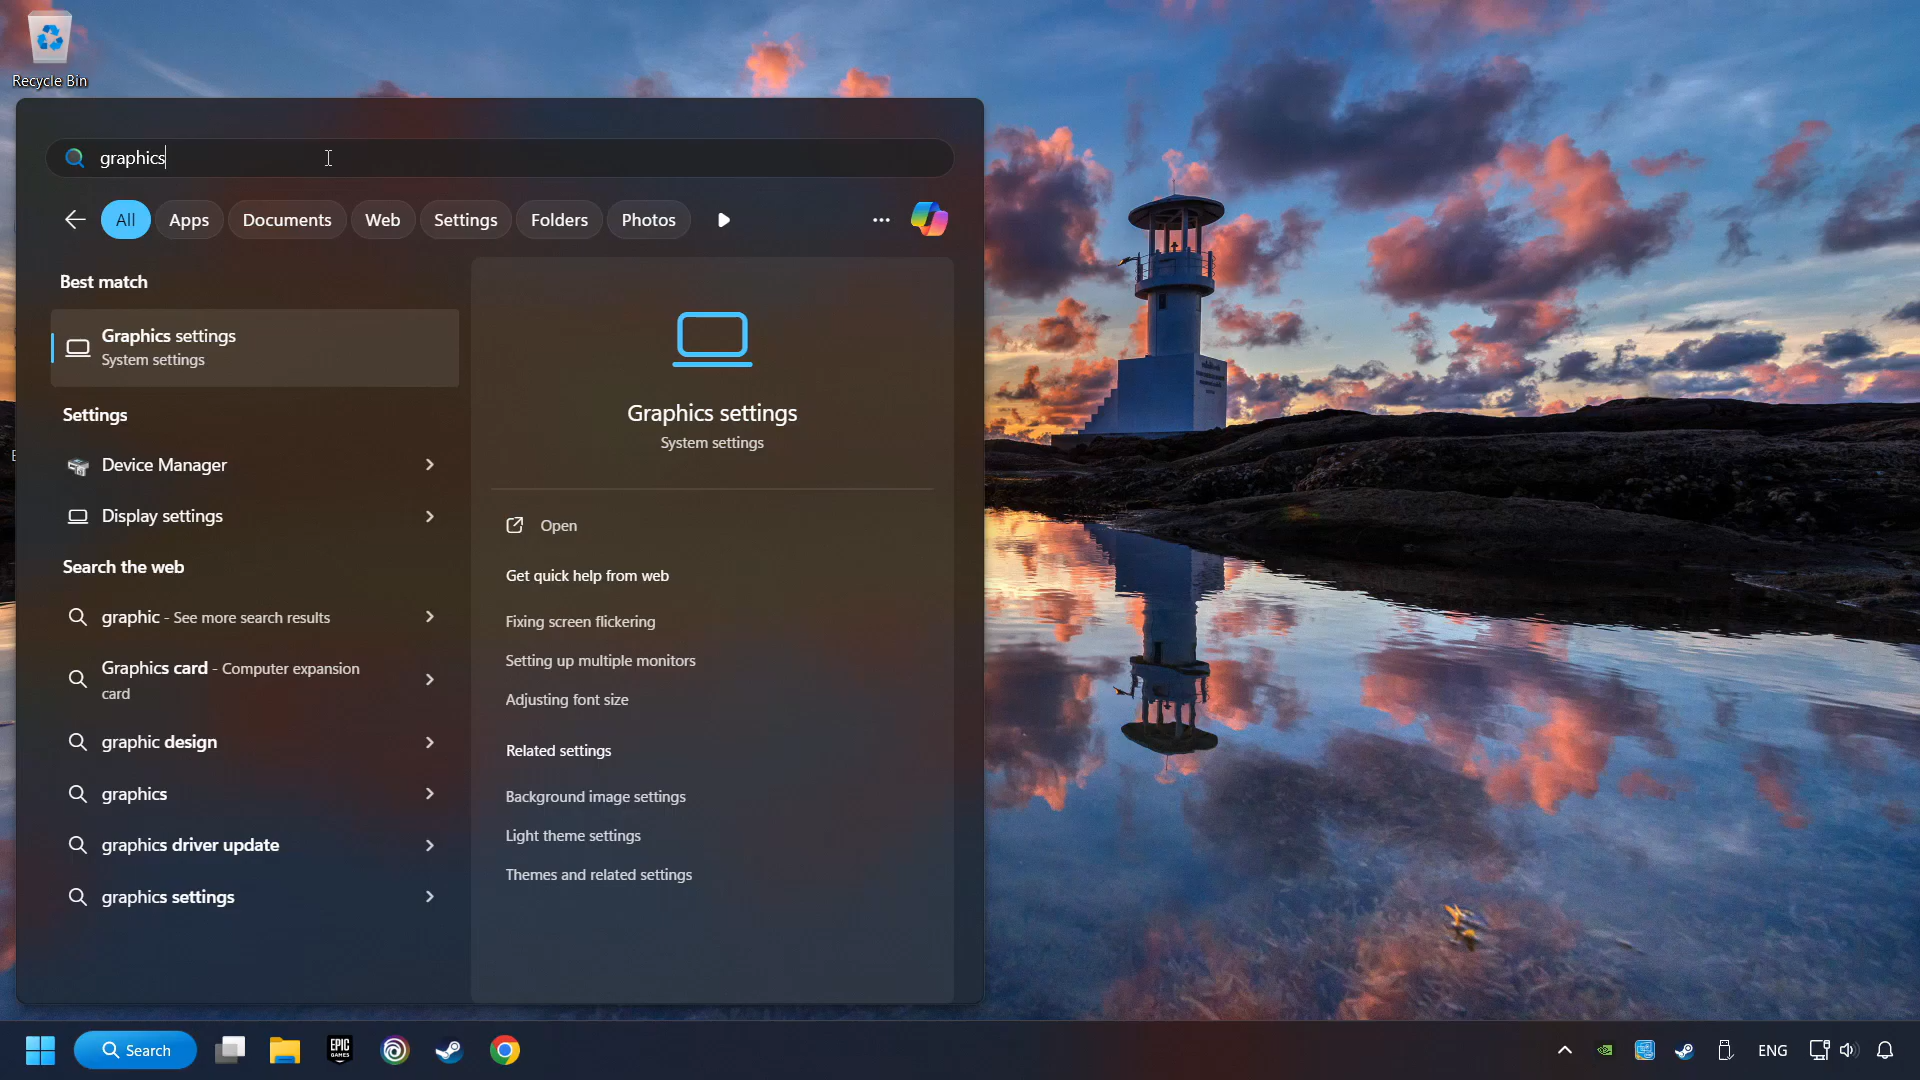 Recycle Bin
graphics
All
Apps
Documents
Web
Settings
Folders
Photos
Best match
Graphics settings
System settings
Settings
Device Manager
Display settings
Search the web
graphic - See more search results
Graphics card - Computer expansion
card
graphic design
graphics
graphics driver update
graphics settings
Graphics settings
System settings
Open
Get quick help from web
Fixing screen flickering
Setting up multiple monitors
Adjusting font size
Related settings
Background image settings
Light theme settings
Themes and related settings
Search
EPIC
GAMES
ENG